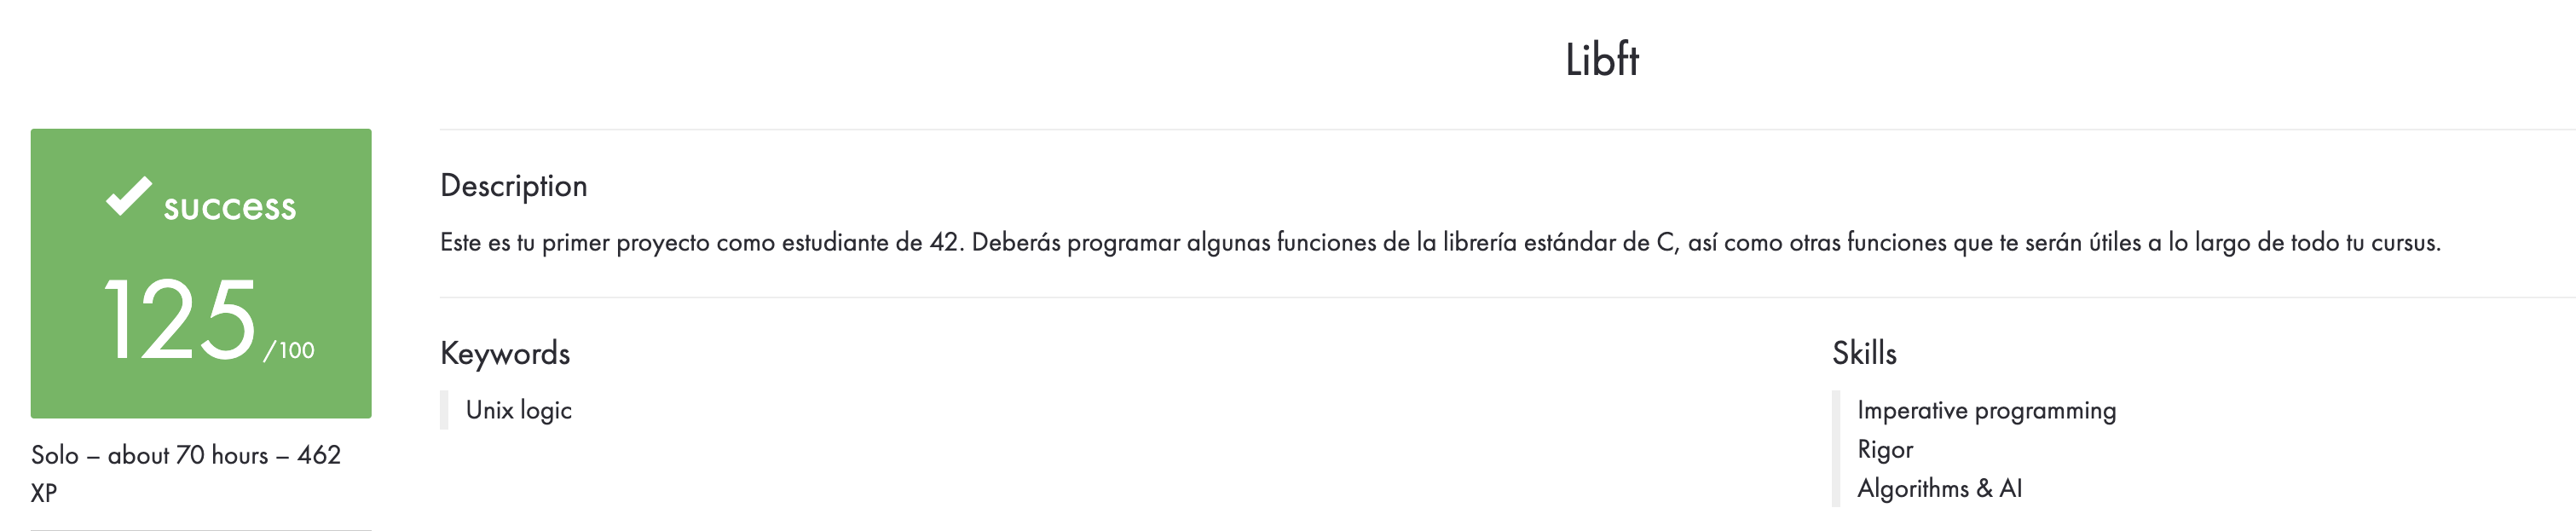 Libft
success
125/100
Solo – about 70 hours – 462
XP
Description
Este es tu primer proyecto como estudiante de 42. Deberás programar algunas funciones de la librería estándar de C, así como otras funciones que te serán útiles a lo largo de todo tu cursus.
Keywords
Unix logic
Skills
Imperative programming
Rigor
Algorithms & AI